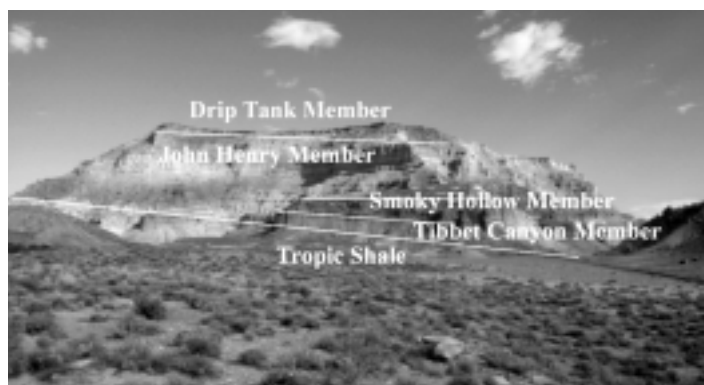 Drip Tank Member
John Henry Member
Smoky Hollow Member
Tibbet Canyon Member
Tropic Shale